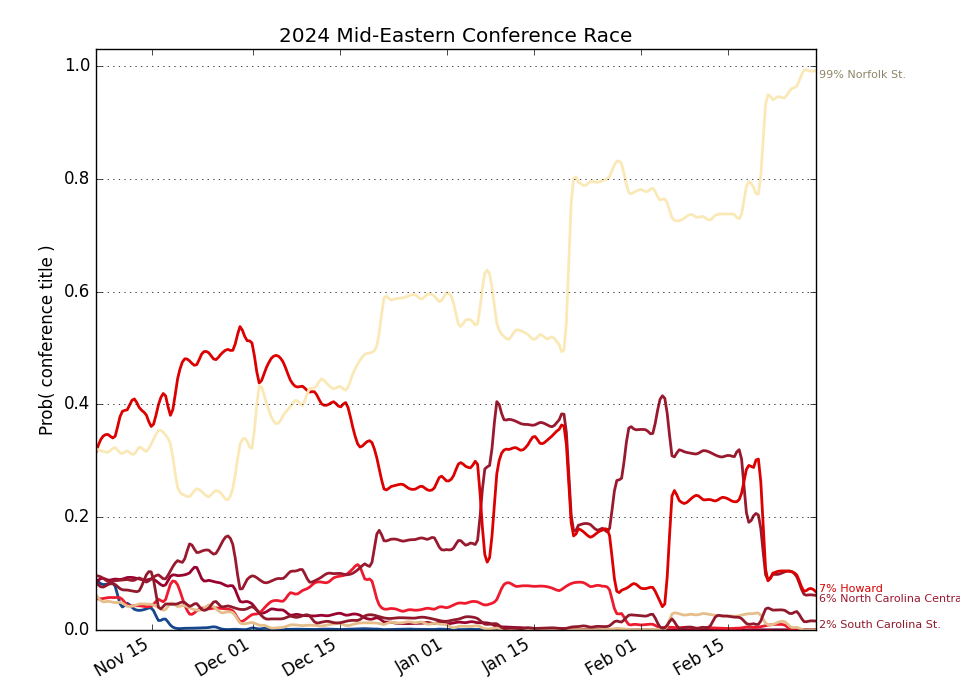 2024 Mid-Eastern Conference Race
Prob( conference title )
1.0
0.8
0.6
0.4
0.2
0.0
99% Norfolk St.
7% Howard
6% North Carolina Centra
2% South Carolina St.
Nov 15
Dec 01
Dec 15
Jan 01
Jan 15
Feb 01
Feb 15